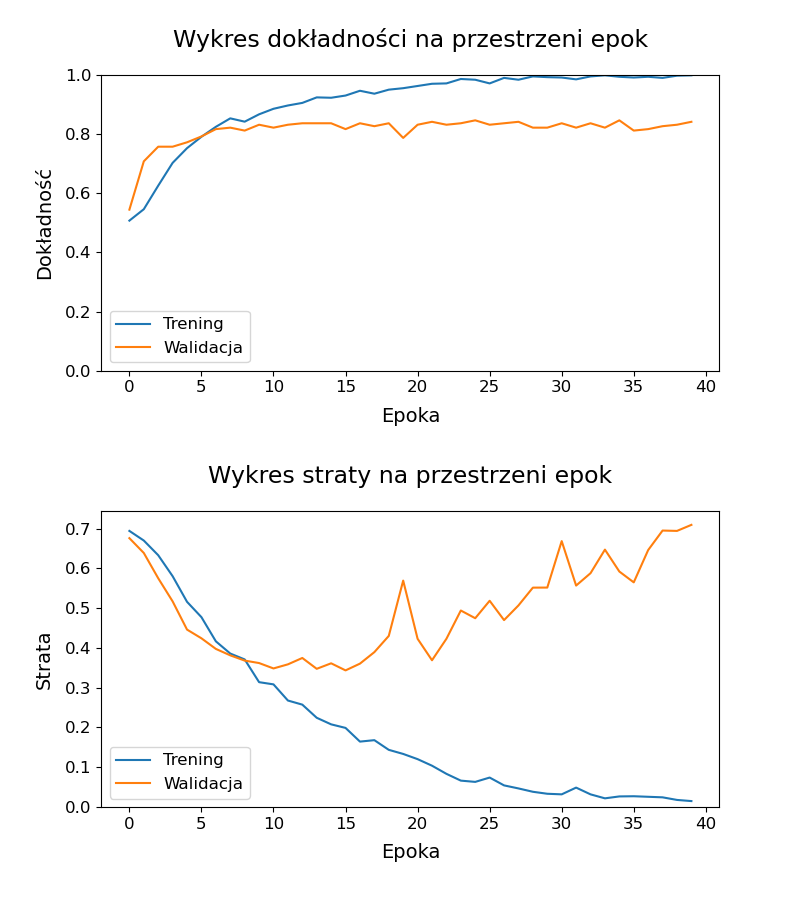 Wykres dokładności na przestrzeni epok
1.0
0.8
0.6
0.4
0.2
0.0
Dokładność
Trening
Walidacja
0 5 10 15 20 25 30 35 40
Epoka
Wykres straty na przestrzeni epok
0.7
0.6
0.5
0.4
0.3
0.2
0.1
0.0
Strata
Trening
Walidacja
0 5 10 15 20 25 30 35 40
Epoka